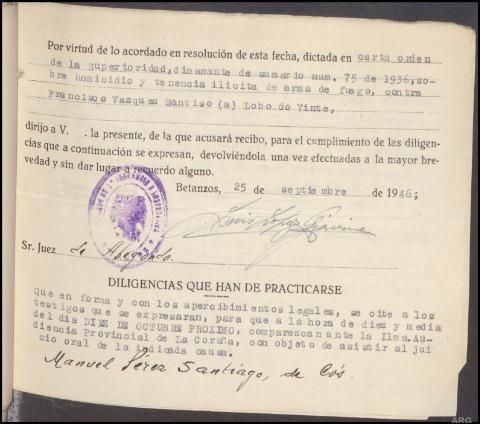 Por virtud de lo acordado en resolución de esta fecha, dictada en carta orden
de la superioridad, dimanante de sumario num. 75 de 1936, so-
bre homicidio y tenencia ilicita de arma de fuego, contra
Francisco Vazquez Santiso (a) Lobo do Vinte,
dirijo a V. . la presente, de la que acusará recibo, para el cumplimiento de las diligen-
cias que a continuación se expresan, devolviéndola una vez efectuadas a la mayor bre-
vedad y sin dar lugar a recuerdo alguno.
Betanzos, 25 de septiembre de 1946;
Luis
Sr. Juez de Abegondo.
DILIGENCIAS QUE HAN DE PRACTICARSE
Que en forma y con los apercibimientos legales, se cite a los
testigos que se expresaran, para que a la hora de diez y media
del dia DIEZ DE OCTUBRE PROXIMO, comparezcan ante la Ilma. Au-
diencia Provincial de La Coruña, con objeto de asistir al jui
cio oral de la indicada causa.
Manuel Pérez Santiago, de Cós.
ARG